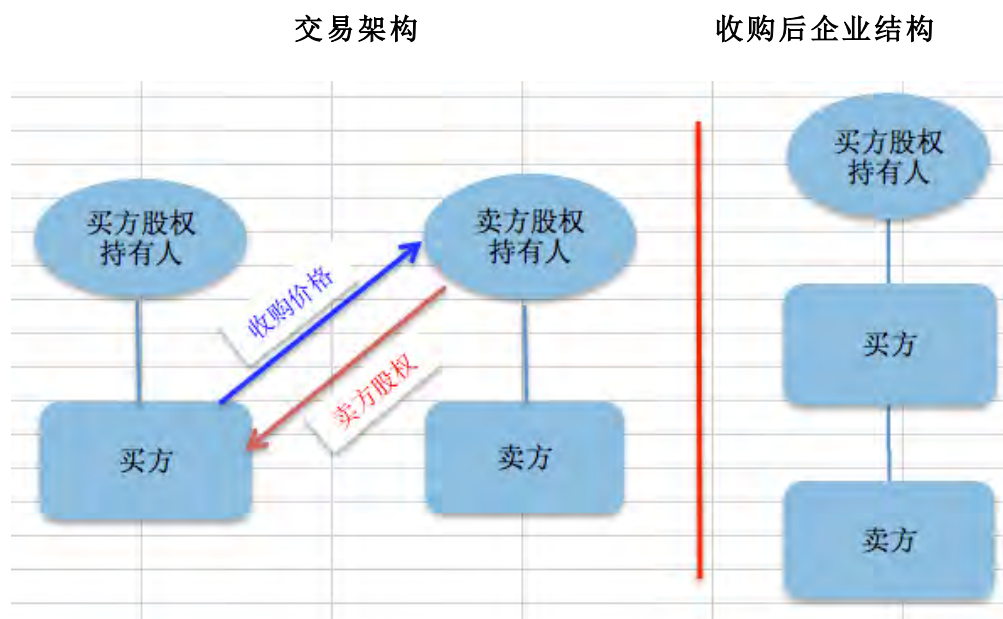 交易架构
收购后企业结构
买方股权
持有人
卖方股权
持有人
收购价格
卖方股权
买方
卖方
买方股权
持有人
买方
卖方